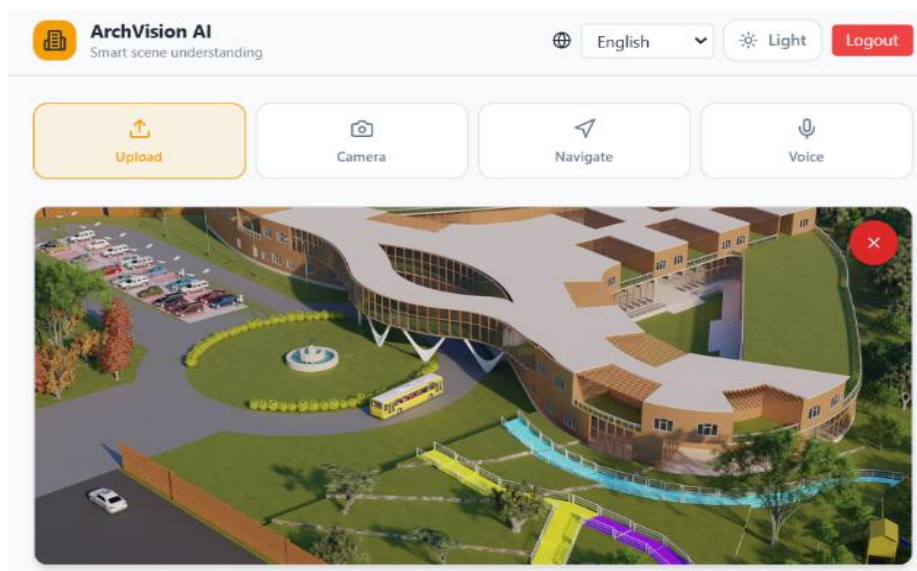 ArchVision AI
Smart scene understanding
English
Light
Logout
Upload
Camera
Navigate
Voice